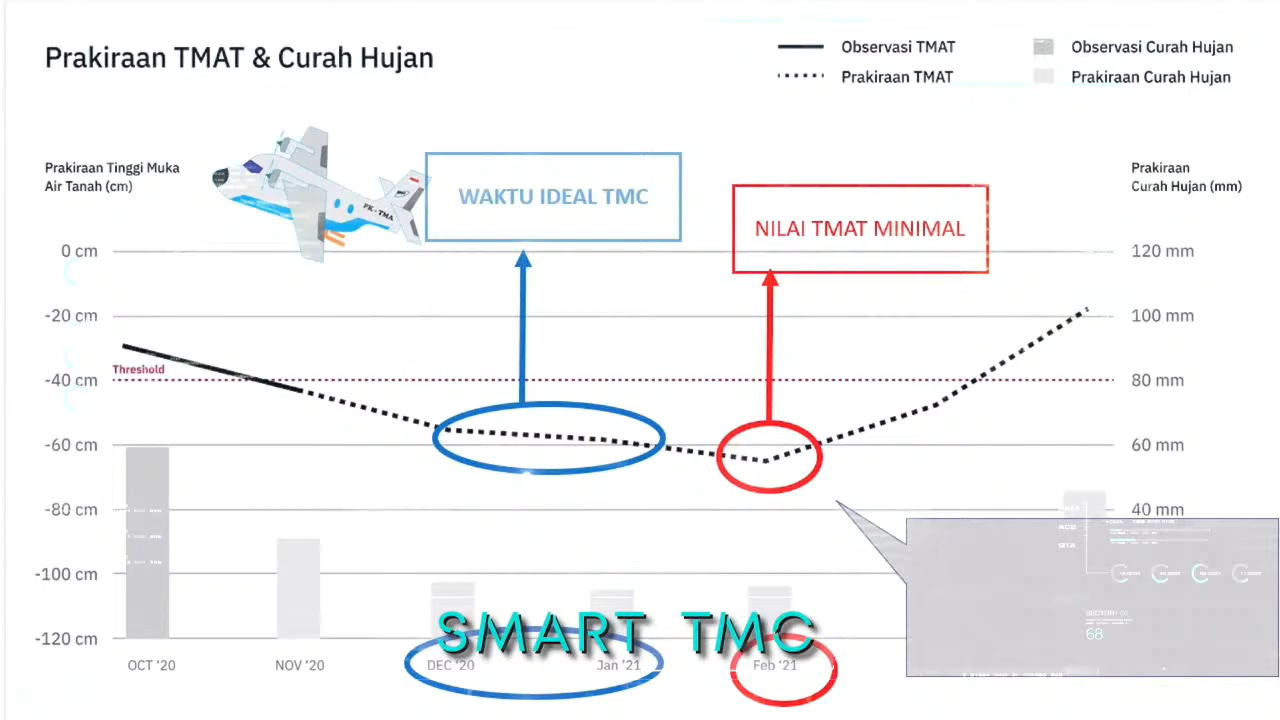 Prakiraan TMAT & Curah Hujan
Observasi TMAT
Prakiraan TMAT
Observasi Curah Hujan
Prakiraan Curah Hujan
Prakiraan Tinggi Muka
Air Tanah (cm)
Prakiraan
Curah Hujan (mm)
WAKTU IDEAL TMC
NILAI TMAT MINIMAL
PK-TMA
0 cm
120 mm
-20 cm
100 mm
Threshold
-40 cm
80 mm
-60 cm
60 mm
-80 cm
40 mm
-100 cm
-120 cm
SMART TMC
OCT '20
NOV '20
DEC '20
Jan '21
Feb '21
68